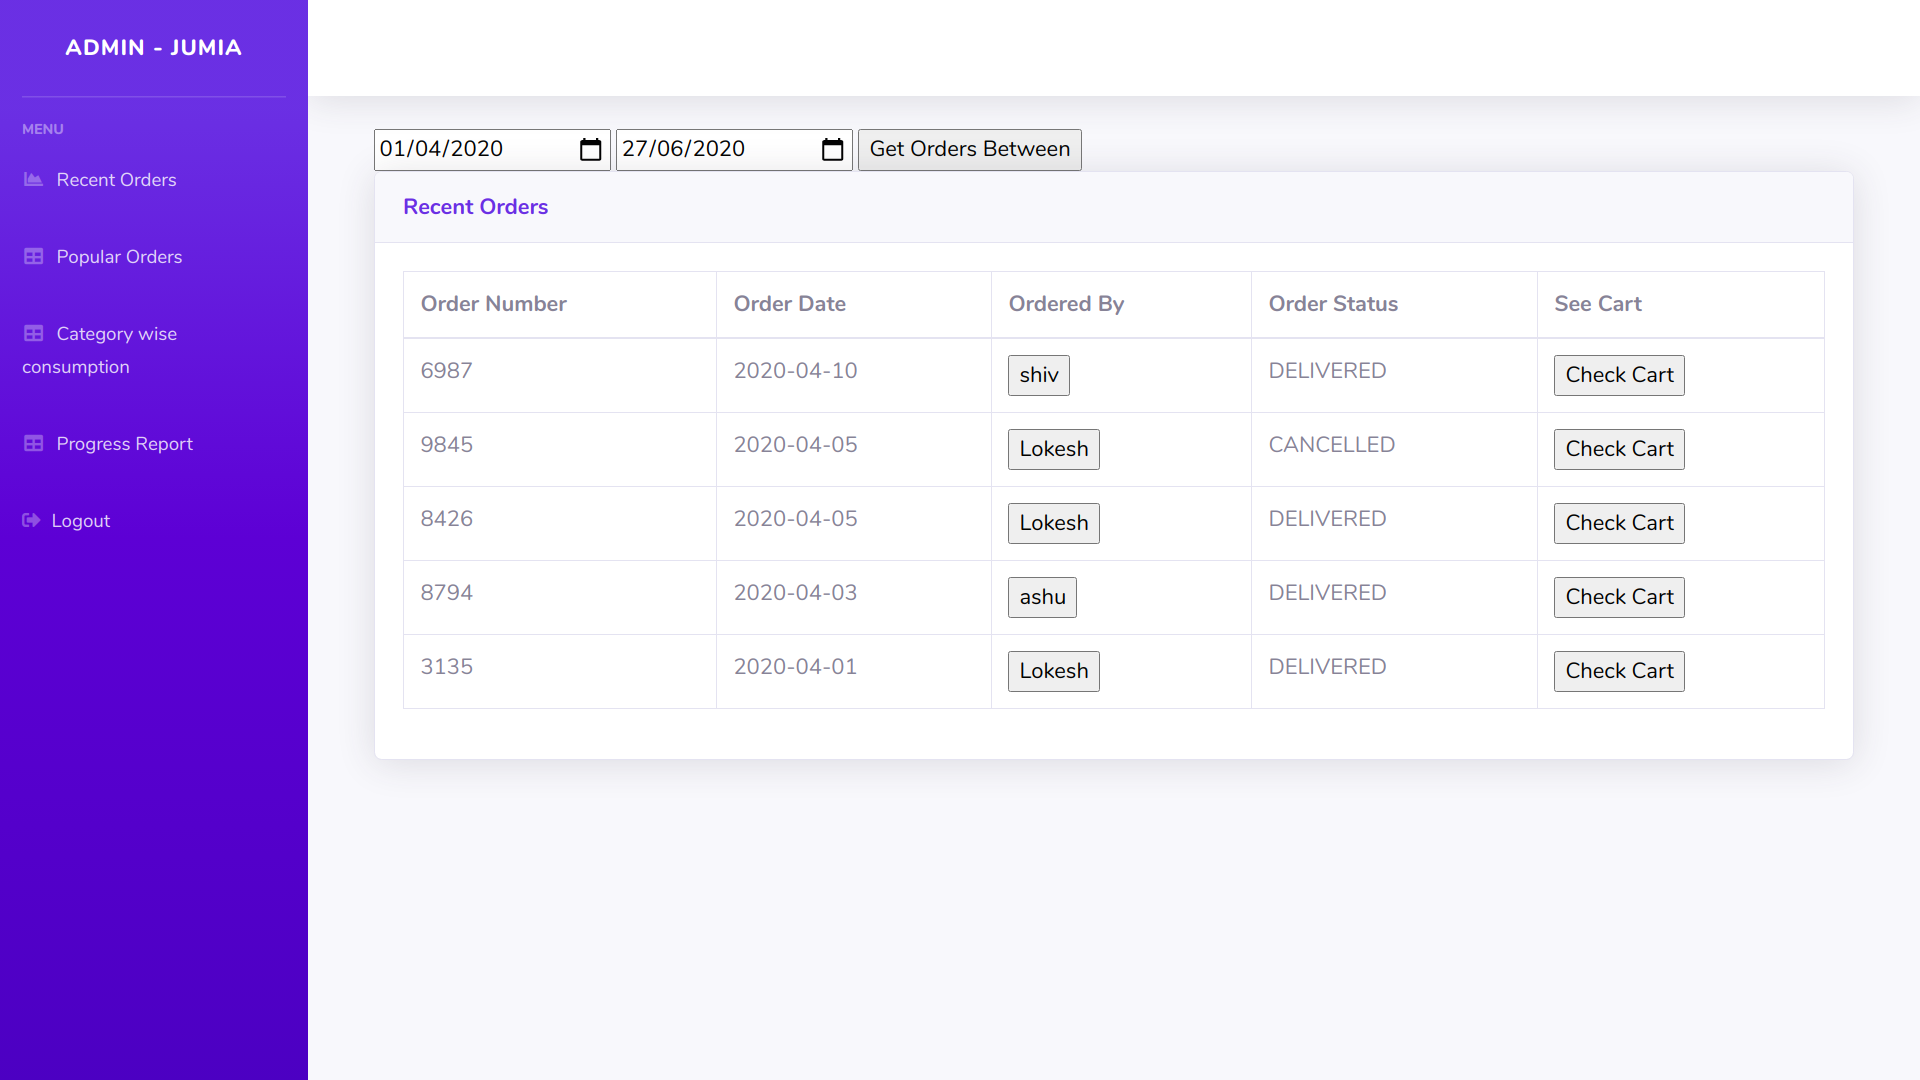 ADMIN - JUMIA
MENU
Recent Orders
Popular Orders
Category wise
consumption
Progress Report
Logout
01/04/2020 27/06/2020 Get Orders Between
Recent Orders
Order Number Order Date Ordered By Order Status See Cart
6987 2020-04-10 shiv DELIVERED Check Cart
9845 2020-04-05 Lokesh CANCELLED Check Cart
8426 2020-04-05 Lokesh DELIVERED Check Cart
8794 2020-04-03 ashu DELIVERED Check Cart
3135 2020-04-01 Lokesh DELIVERED Check Cart